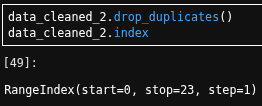 data_cleaned_2.drop_duplicates()
data_cleaned_2.index
[49]:
RangeIndex(start=0, stop=23, step=1)